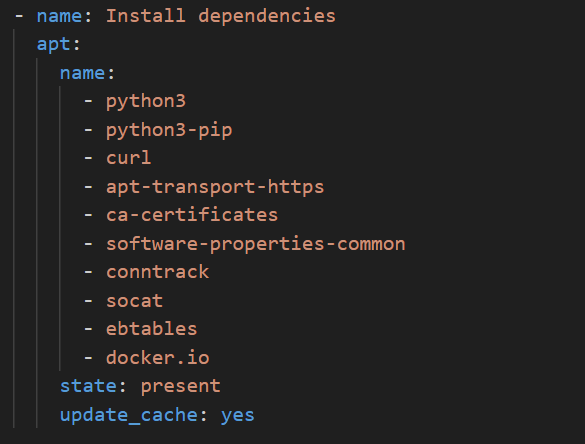 - name: Install dependencies
  apt:
    name:
      - python3
      - python3-pip
      - curl
      - apt-transport-https
      - ca-certificates
      - software-properties-common
      - conntrack
      - socat
      - ebtables
      - docker.io
    state: present
    update_cache: yes